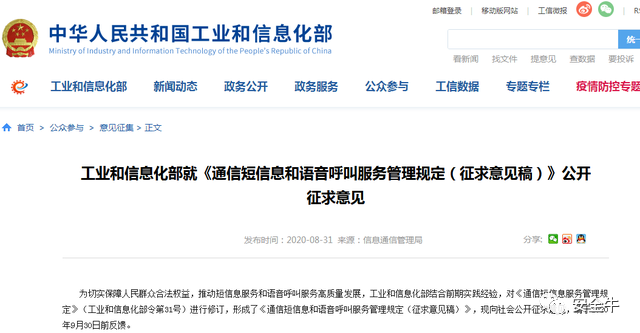 邮箱登录 | 移动版网站 | 工信微报
中华人民共和国工业和信息化部
Ministry of Industry and Information Technology of the People's Republic of China
统一
看新闻 找文件 提意见 查数据 要投诉
工业和信息化部 新闻动态 政务公开 政务服务 公众参与 工信数据 专题专栏 疫情防控专题
首页 > 公众参与 > 意见征集 > 正文
工业和信息化部就《通信短信息和语音呼叫服务管理规定（征求意见稿）》公开
征求意见
发布时间：2020-08-31 来源：信息通信管理局
分享:
为切实保障人民群众合法权益，推动短信息服务和语音呼叫服务高质量发展，工业和信息化部结合前期实践经验，对《通信短信息服务管理规
定》（工业和信息化部令第31号）进行修订，形成了《通信短信息和语音呼叫服务管理规定（征求意见稿）》，现向社会公开征求
年9月30日前反馈。
安全牛